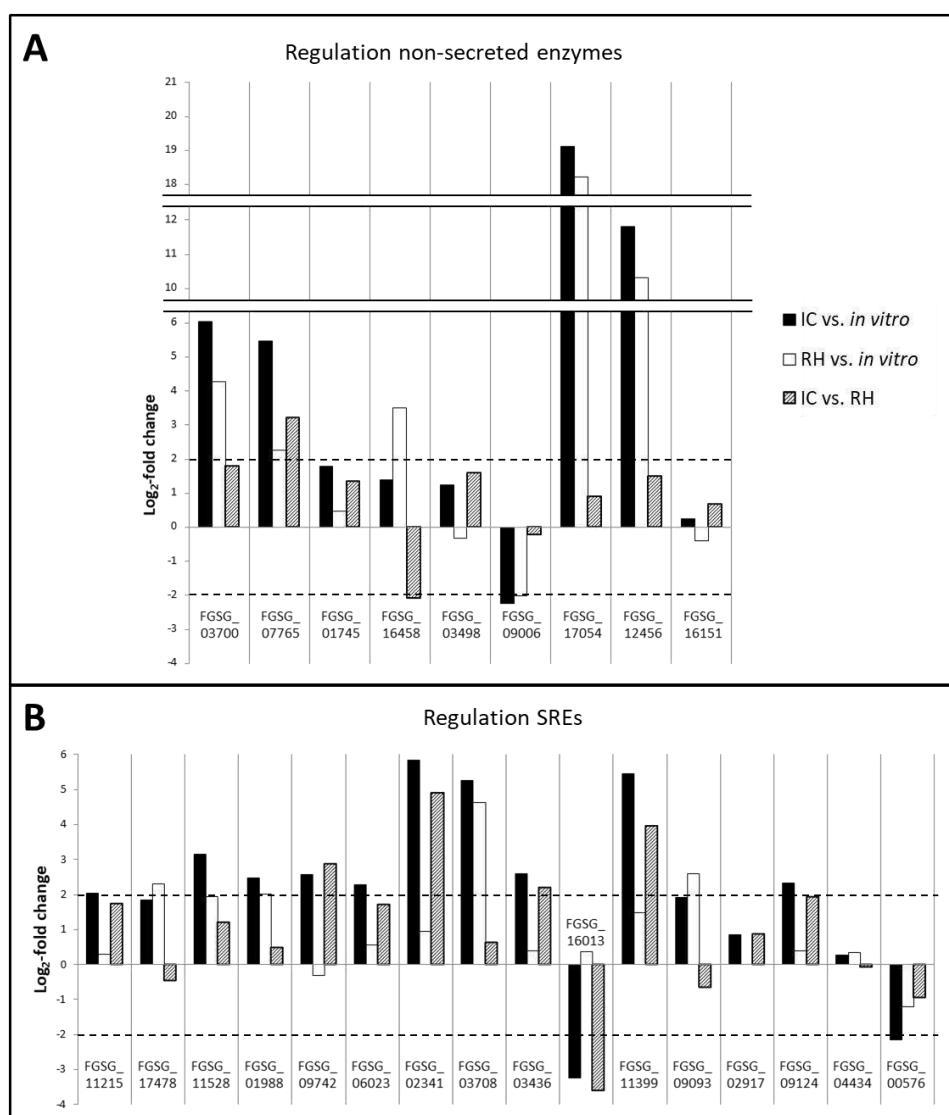 A
Regulation non-secreted enzymes
21
20
19
18
12
11
10
6
5
4
3
2
1
0
-1
-2
-3
-4
Log2-fold change
FGSG_
03700
FGSG_
07765
FGSG_
01745
FGSG_
16458
FGSG_
03498
FGSG_
09006
FGSG_
17054
FGSG_
12456
FGSG_
16151
IC vs. in vitro
RH vs. in vitro
IC vs. RH
B
Regulation SREs
6
5
4
3
2
1
0
-1
-2
-3
-4
Log2-fold change
FGSG_
11215
FGSG_
17478
FGSG_
11528
FGSG_
01988
FGSG_
09742
FGSG_
06023
FGSG_
02341
FGSG_
03708
FGSG_
03436
FGSG_
16013
FGSG_
11399
FGSG_
09093
FGSG_
02917
FGSG_
09124
FGSG_
04434
FGSG_
00576